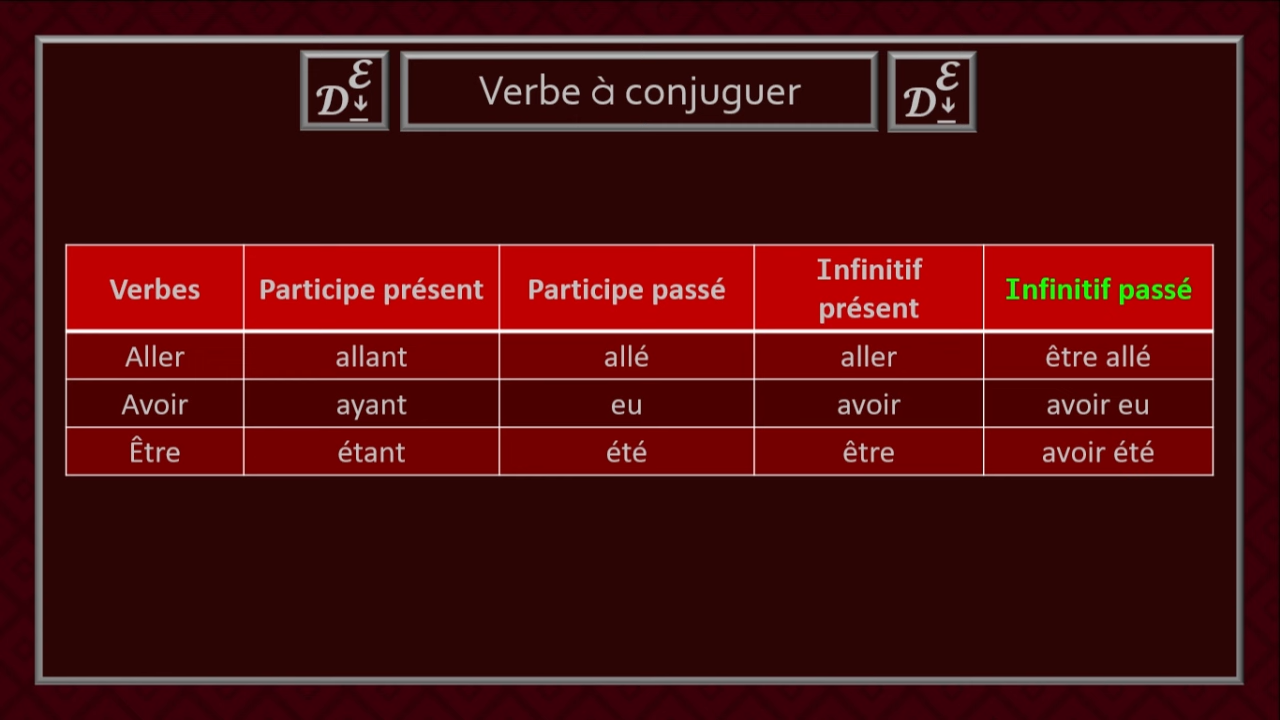 D ℰ
Verbe à conjuguer
D ℰ
Verbes Participe présent Participe passé Infinitif présent Infinitif passé
Aller allant allé aller être allé
Avoir ayant eu avoir avoir eu
Être étant été être avoir été